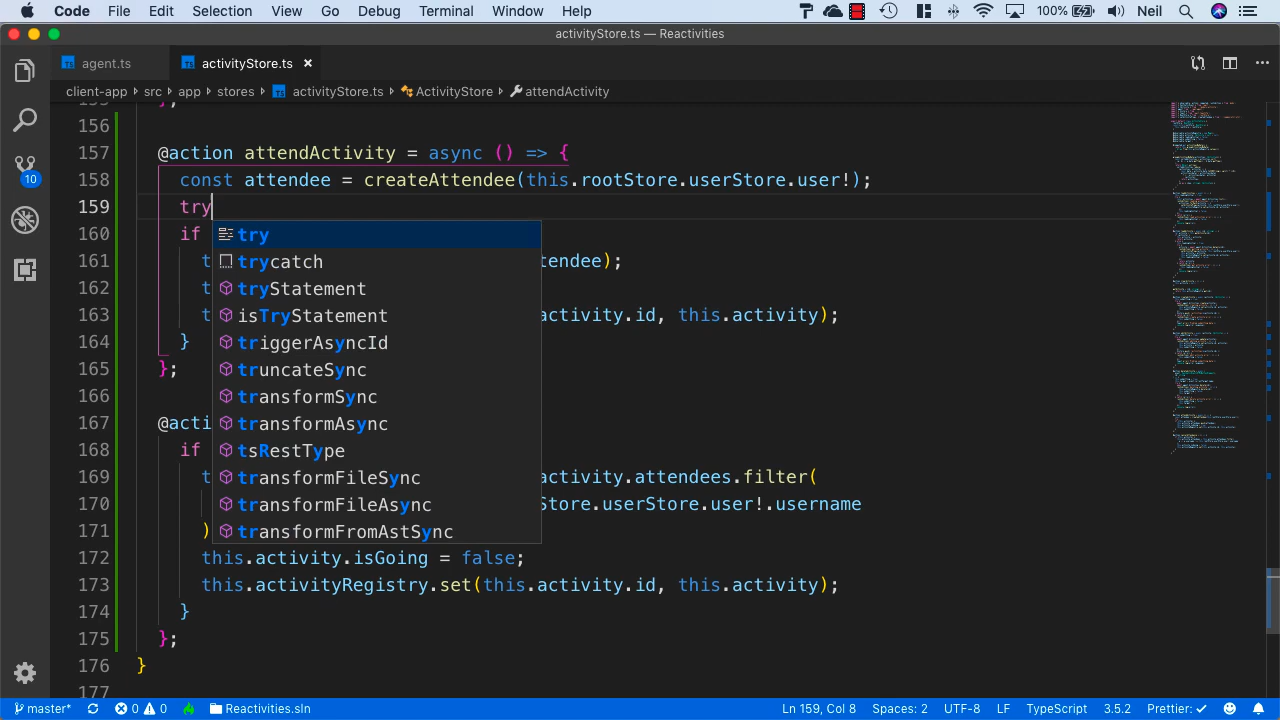 Code File Edit Selection View Go Debug Terminal Window Help 100% Neil
activityStore.ts — Reactivities
agent.ts activityStore.ts ×
client-app › src › app › stores › activityStore.ts › ActivityStore › attendActivity
155 };
156
157 @action attendActivity = async () => {
158 const attendee = createAttendee(this.rootStore.userStore.user!);
159 try
160 if try
161 t trycatch tendee);
162 t tryStatement
163 t isTryStatement activity.id, this.activity);
164 } triggerAsyncId
165 }; truncateSync
166 transformSync
167 @acti transformAsync
168 if tsRestType
169 t transformFileSync activity.attendees.filter(
170 transformFileAsync Store.userStore.user!.username
171 ) transformFromAstSync
172 this.activity.isGoing = false;
173 this.activityRegistry.set(this.activity.id, this.activity);
174 }
175 };
176 }
177
10
master* 0 0 Reactivities.sln Ln 159, Col 8 Spaces: 2 UTF-8 LF TypeScript 3.5.2 Prettier: ✓